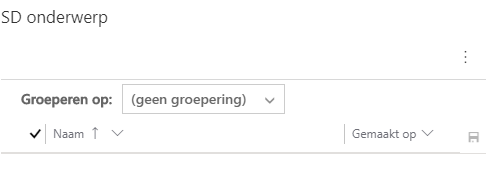 SD onderwerp
Groeperen op: (geen groepering)
Naam Gemaakt op